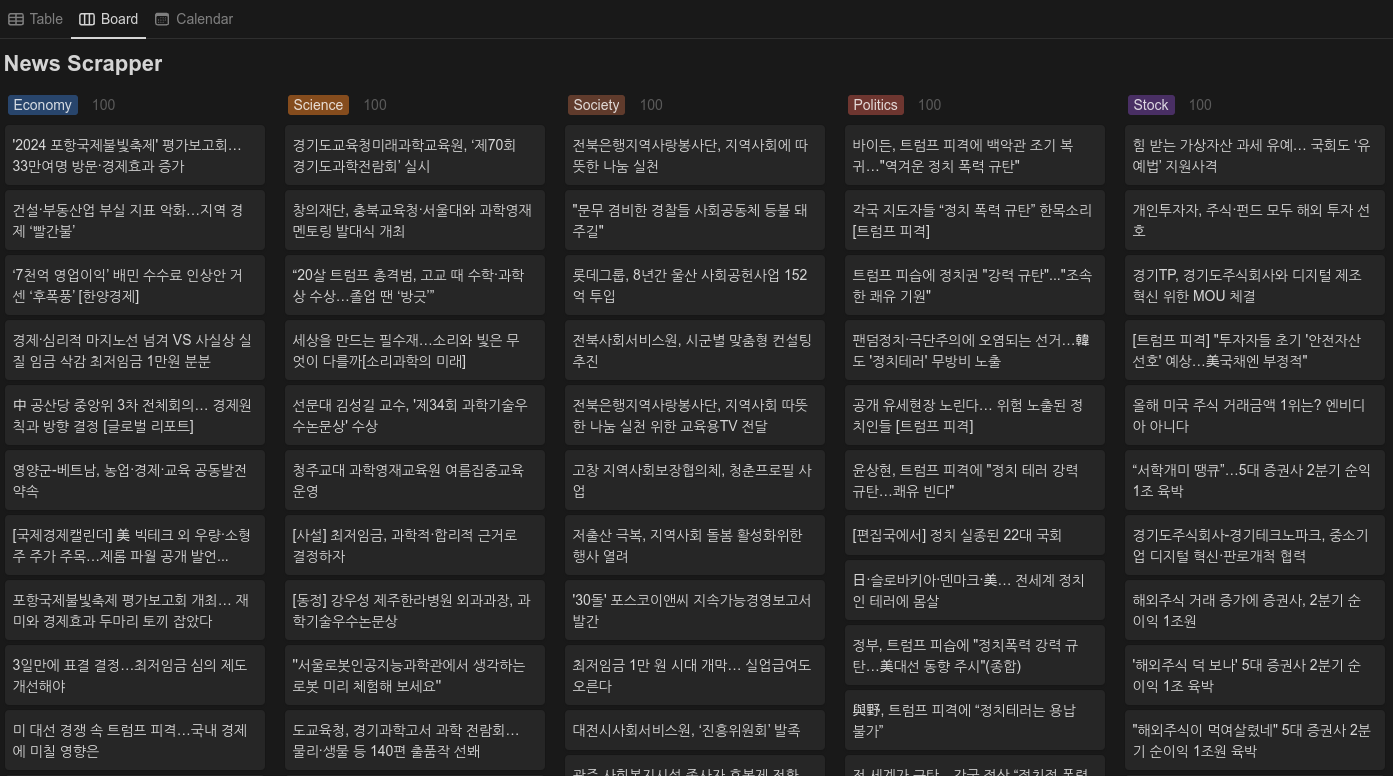 Table
Board
Calendar
News Scrapper
Economy 100
'2024 포항국제불빛축제' 평가보고회…
33만여명 방문·경제효과 증가
건설·부동산업 부실 지표 악화…지역 경
제 ‘빨간불’
‘7천억 영업이익’ 배민 수수료 인상안 거
센 ‘후폭풍’ [한양경제]
경제·심리적 마지노선 넘겨 VS 사실상 실
질 임금 삭감 최저임금 1만원 분분
中 공산당 중앙위 3차 전체회의… 경제원
칙과 방향 결정 [글로벌 리포트]
영양군-베트남, 농업·경제·교육 공동발전
약속
[국제경제캘린더] 美 빅테크 외 우량·소형
주 주가 주목…제롬 파월 공개 발언...
포항국제불빛축제 평가보고회 개최… 재
미와 경제효과 두마리 토끼 잡았다
3일만에 표결 결정…최저임금 심의 제도
개선해야
미 대선 경쟁 속 트럼프 피격…국내 경제
에 미칠 영향은
Science 100
경기도교육청미래과학교육원, ‘제70회
경기도과학전람회’ 실시
창의재단, 충북교육청·서울대와 과학영재
멘토링 발대식 개최
“20살 트럼프 총격범, 고교 때 수학·과학
상 수상…졸업 땐 ‘방긋’”
세상을 만드는 필수재…소리와 빛은 무
엇이 다를까[소리과학의 미래]
선문대 김성길 교수, '제34회 과학기술우
수논문상' 수상
청주교대 과학영재교육원 여름집중교육
운영
[사설] 최저임금, 과학적·합리적 근거로
결정하자
[동정] 강우성 제주한라병원 외과과장, 과
학기술우수논문상
"서울로봇인공지능과학관에서 생각하는
로봇 미리 체험해 보세요"
도교육청, 경기과학고서 과학 전람회…
물리·생물 등 140편 출품작 선봬
Society 100
전북은행지역사랑봉사단, 지역사회에 따
뜻한 나눔 실천
"문무 겸비한 경찰들 사회공동체 등불 돼
주길"
롯데그룹, 8년간 울산 사회공헌사업 152
억 투입
전북사회서비스원, 시군별 맞춤형 컨설팅
추진
전북은행지역사랑봉사단, 지역사회 따뜻
한 나눔 실천 위한 교육용TV 전달
고창 지역사회보장협의체, 청춘프로필 사
업
저출산 극복, 지역사회 돌봄 활성화위한
행사 열려
'30돌' 포스코이앤씨 지속가능경영보고서
발간
최저임금 1만 원 시대 개막… 실업급여도
오른다
대전시사회서비스원, ‘진흥위원회’ 발족
Politics 100
바이든, 트럼프 피격에 백악관 조기 복
귀…"역겨운 정치 폭력 규탄"
각국 지도자들 “정치 폭력 규탄” 한목소리
[트럼프 피격]
트럼프 피습에 정치권 "강력 규탄"..."조속
한 쾌유 기원"
팬덤정치·극단주의에 오염되는 선거…韓
도 '정치테러' 무방비 노출
공개 유세현장 노린다… 위험 노출된 정
치인들 [트럼프 피격]
윤상현, 트럼프 피격에 "정치 테러 강력
규탄…쾌유 빈다"
[편집국에서] 정치 실종된 22대 국회
日·슬로바키아·덴마크·美… 전세계 정치
인 테러에 몸살
정부, 트럼프 피습에 "정치폭력 강력 규
탄…美대선 동향 주시"(종합)
與野, 트럼프 피격에 “정치테러는 용납
불가”
Stock 100
힘 받는 가상자산 과세 유예… 국회도 ‘유
예법’ 지원사격
개인투자자, 주식·펀드 모두 해외 투자 선
호
경기TP, 경기도주식회사와 디지털 제조
혁신 위한 MOU 체결
[트럼프 피격] "투자자들 초기 '안전자산
선호' 예상…美국채엔 부정적"
올해 미국 주식 거래금액 1위는? 엔비디
아 아니다
“서학개미 땡큐”…5대 증권사 2분기 순익
1조 육박
경기도주식회사-경기테크노파크, 중소기
업 디지털 혁신·판로개척 협력
해외주식 거래 증가에 증권사, 2분기 순
이익 1조원
'해외주식 덕 보나' 5대 증권사 2분기 순
이익 1조 육박
"해외주식이 먹여살렸네" 5대 증권사 2분
기 순이익 1조원 육박